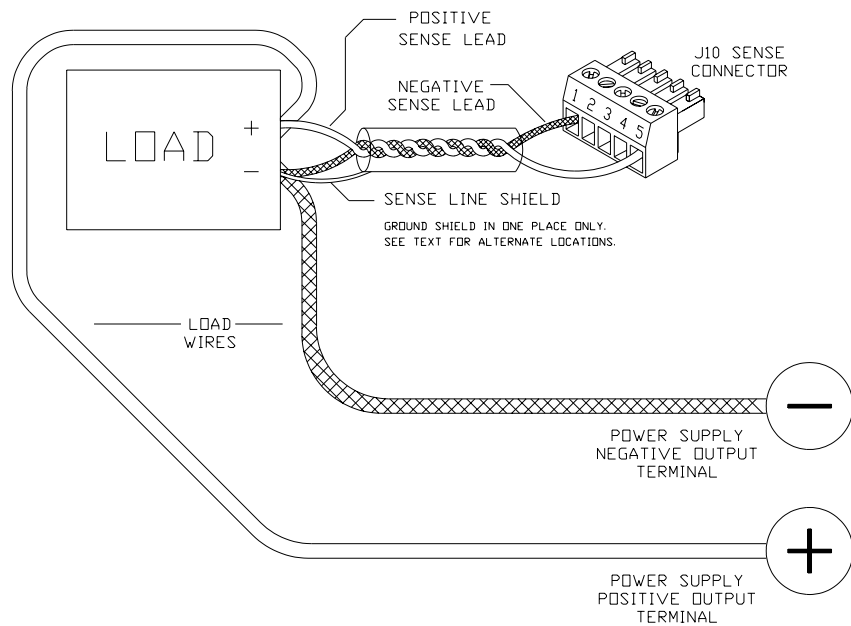 POSITIVE
SENSE LEAD
J10 SENSE
CONNECTOR
NEGATIVE
SENSE LEAD
1 2 3 4 5
LOAD
+
−
SENSE LINE SHIELD
GROUND SHIELD IN ONE PLACE ONLY.
SEE TEXT FOR ALTERNATE LOCATIONS.
LOAD
WIRES
−
POWER SUPPLY
NEGATIVE OUTPUT
TERMINAL
+
POWER SUPPLY
POSITIVE OUTPUT
TERMINAL